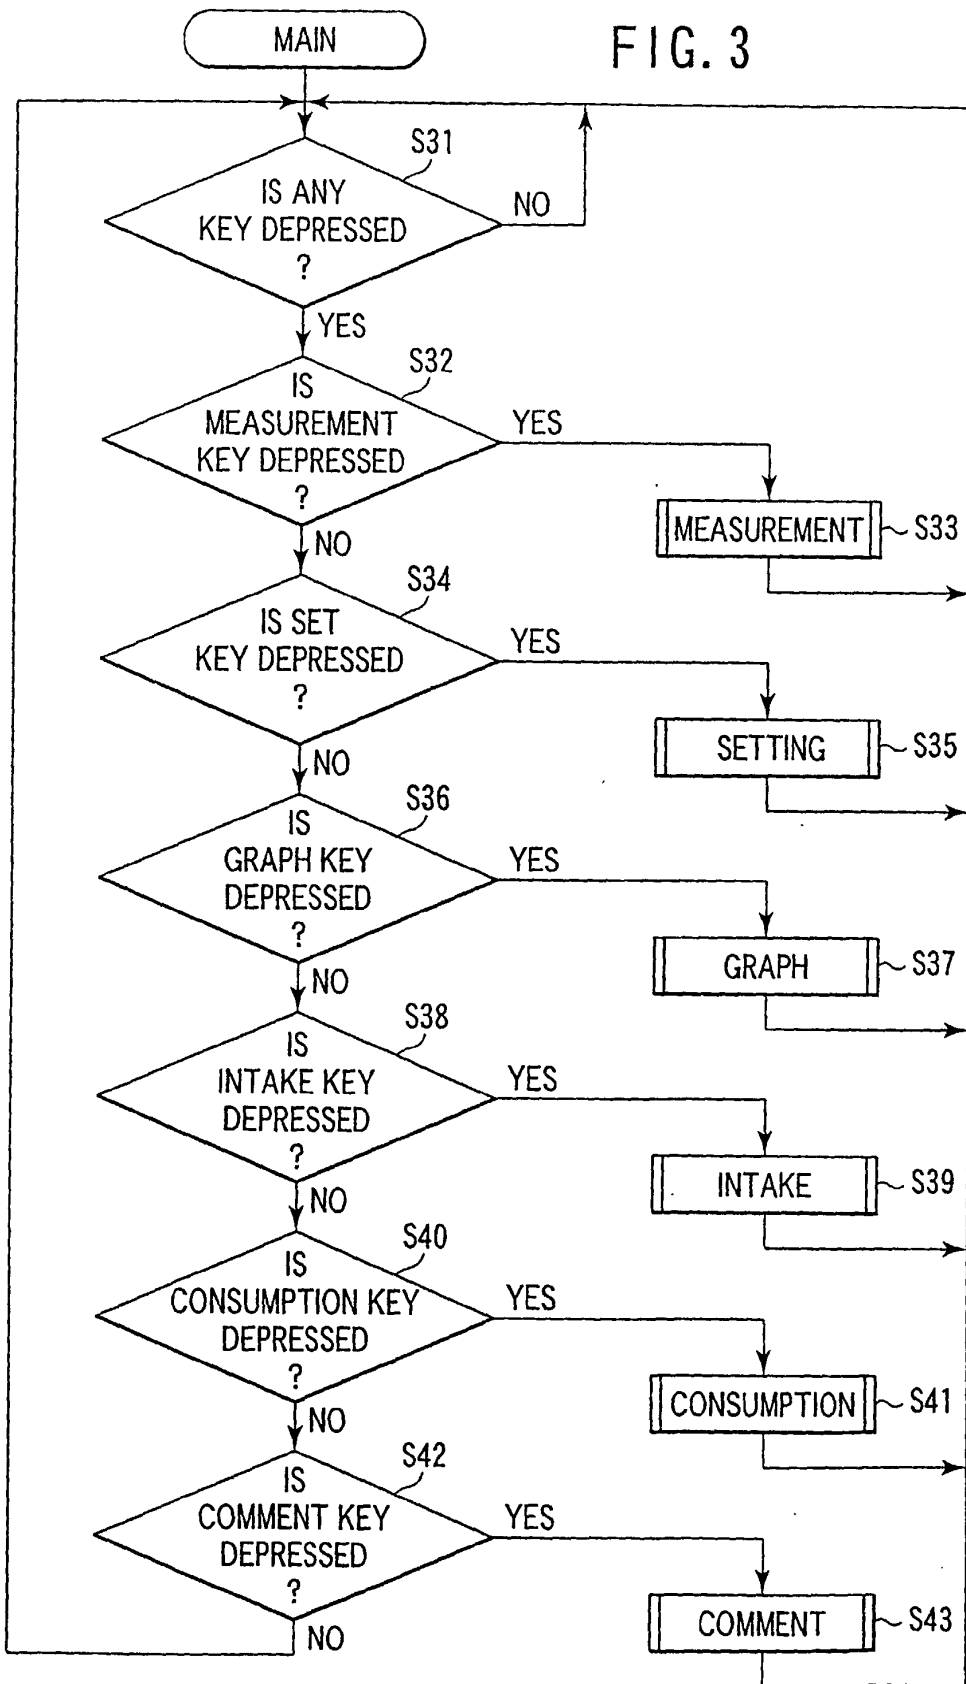 MAIN
FIG. 3
S31
IS ANY
KEY DEPRESSED
?
NO
YES
S32
IS
MEASUREMENT
KEY DEPRESSED
?
YES
MEASUREMENT
S33
NO
S34
IS SET
KEY DEPRESSED
?
YES
SETTING
S35
NO
S36
IS
GRAPH KEY
DEPRESSED
?
YES
GRAPH
S37
NO
S38
IS
INTAKE KEY
DEPRESSED
?
YES
INTAKE
S39
NO
S40
IS
CONSUMPTION KEY
DEPRESSED
?
YES
CONSUMPTION
S41
NO
S42
IS
COMMENT KEY
DEPRESSED
?
YES
COMMENT
S43
NO